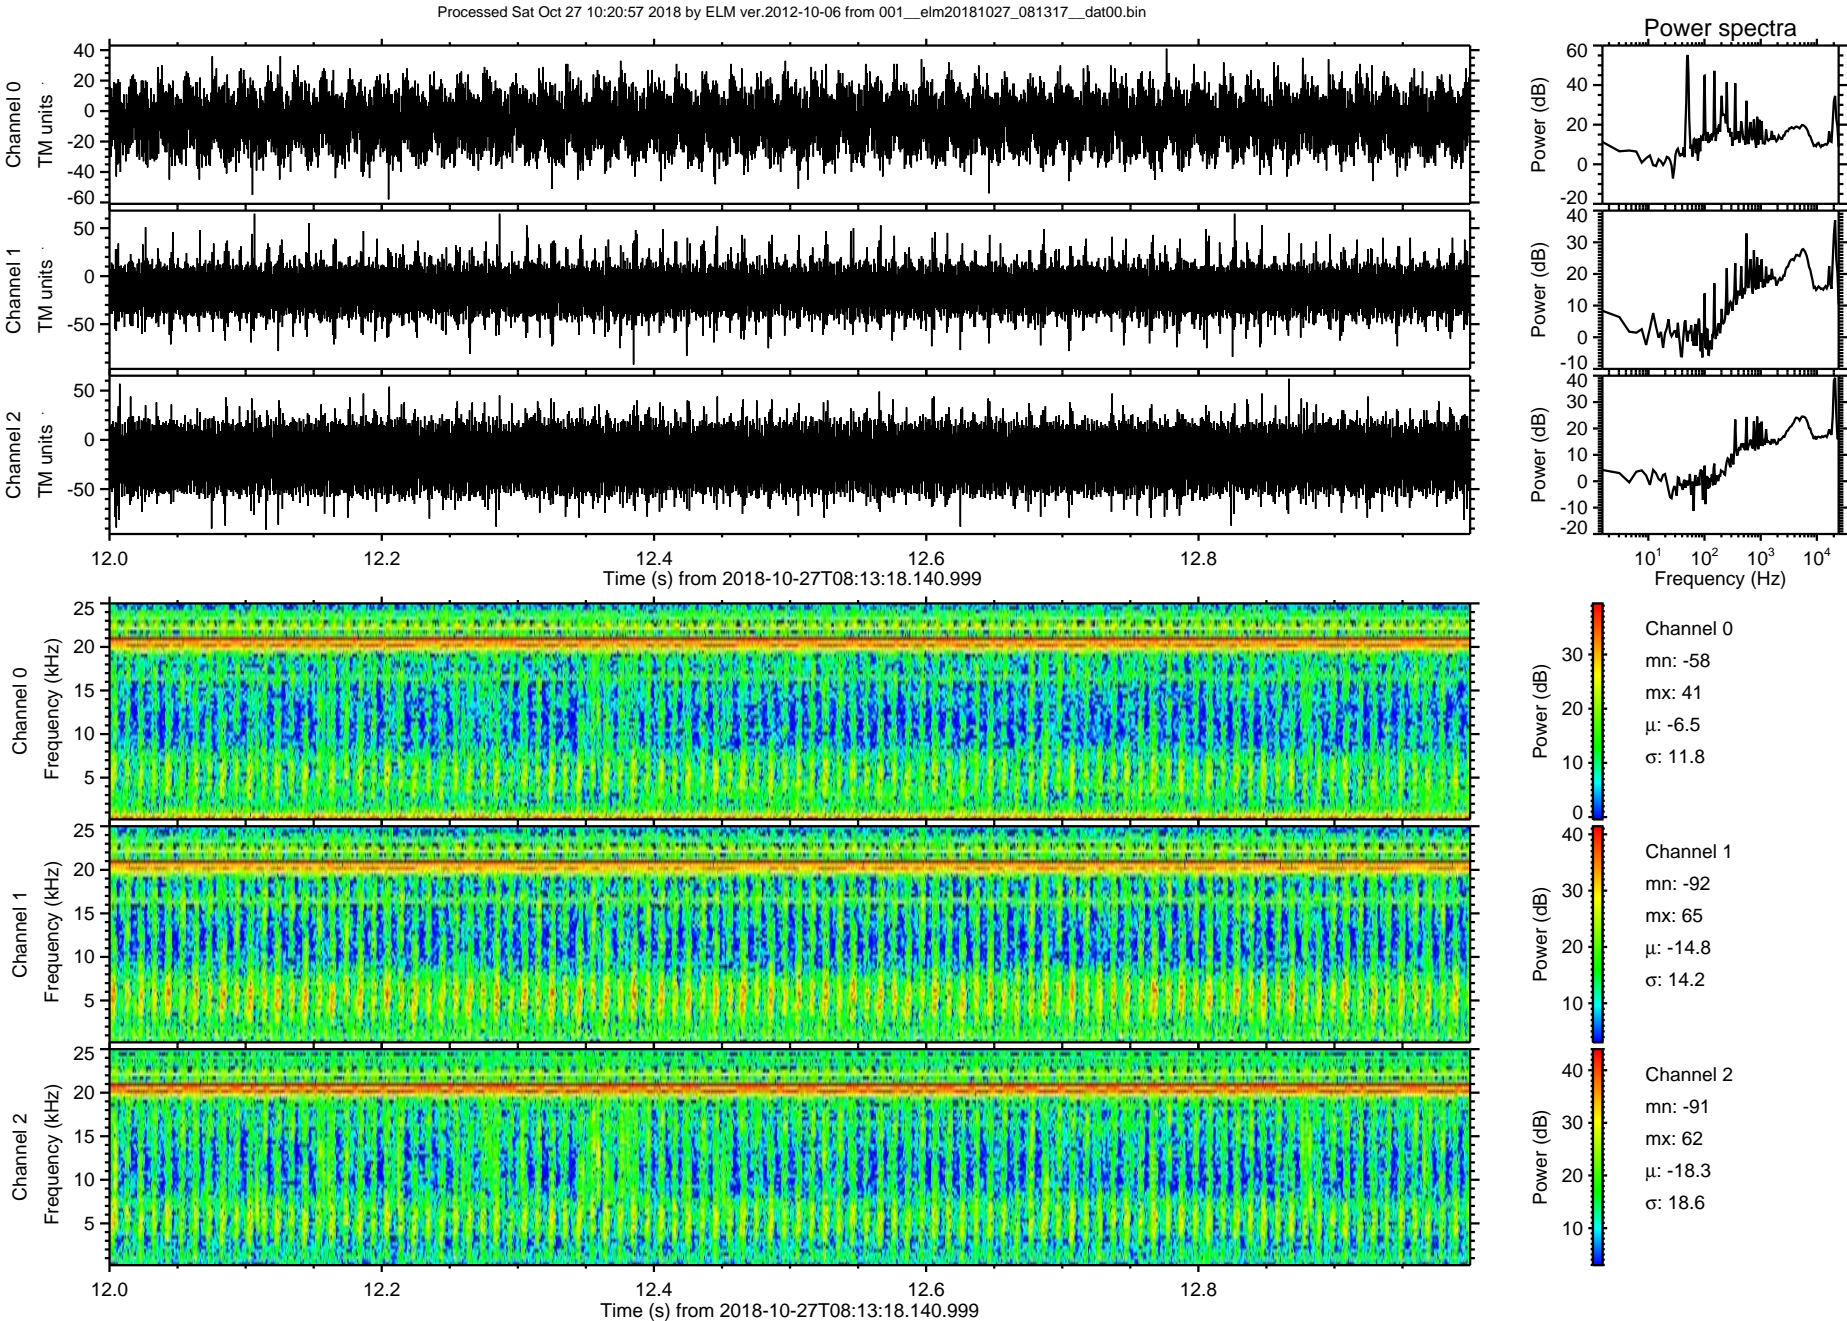 Processed Sat Oct 27 10:20:57 2018 by ELM ver.2012-10-06 from 001__elm20181027_081317__dat00.bin
Power spectra
Channel 0
TM units
40
20
0
-20
-40
-60
Power (dB)
60
40
20
0
-20
Channel 1
TM units
50
0
-50
Power (dB)
40
30
20
10
0
-10
Channel 2
TM units
50
0
-50
Power (dB)
40
30
20
10
0
-10
-20
12.0 12.2 12.4 12.6 12.8
Time (s) from 2018-10-27T08:13:18.140.999
10¹ 10² 10³ 10⁴
Frequency (Hz)
Channel 0
Frequency (kHz)
25
20
15
10
5
Power (dB)
30
20
10
0
Channel 0
mn: -58
mx: 41
μ: -6.5
σ: 11.8
Channel 1
Frequency (kHz)
25
20
15
10
5
Power (dB)
40
30
20
10
Channel 1
mn: -92
mx: 65
μ: -14.8
σ: 14.2
Channel 2
Frequency (kHz)
25
20
15
10
5
Power (dB)
40
30
20
10
Channel 2
mn: -91
mx: 62
μ: -18.3
σ: 18.6
12.0 12.2 12.4 12.6 12.8
Time (s) from 2018-10-27T08:13:18.140.999